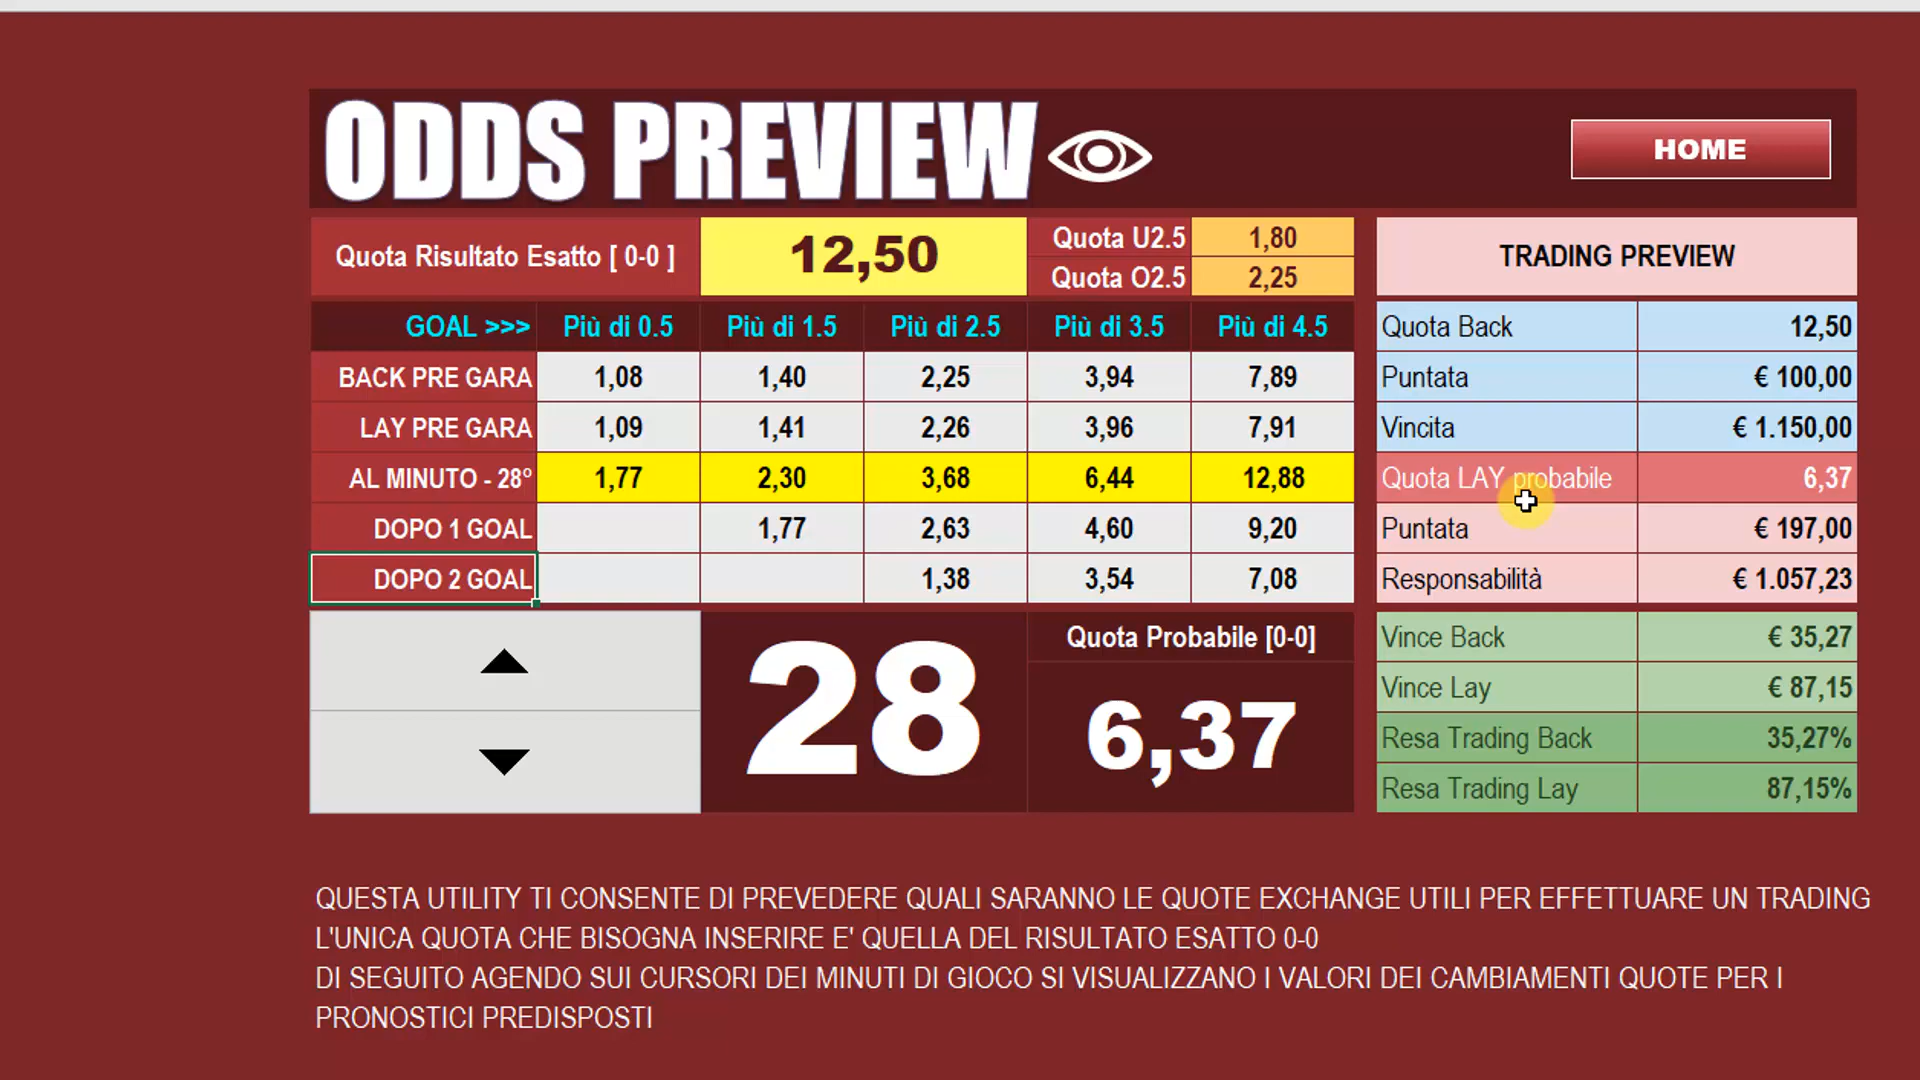 ODDS PREVIEW
HOME
Quota Risultato Esatto [ 0-0 ] 12,50 Quota U2.5 1,80
Quota O2.5 2,25
TRADING PREVIEW
GOAL >>> Più di 0.5 Più di 1.5 Più di 2.5 Più di 3.5 Più di 4.5
BACK PRE GARA 1,08 1,40 2,25 3,94 7,89
LAY PRE GARA 1,09 1,41 2,26 3,96 7,91
AL MINUTO - 28° 1,77 2,30 3,68 6,44 12,88
DOPO 1 GOAL 1,77 2,63 4,60 9,20
DOPO 2 GOAL 1,38 3,54 7,08
28
Quota Probabile [0-0]
6,37
Quota Back 12,50
Puntata € 100,00
Vincita € 1.150,00
Quota LAY probabile 6,37
Puntata € 197,00
Responsabilità € 1.057,23
Vince Back € 35,27
Vince Lay € 87,15
Resa Trading Back 35,27%
Resa Trading Lay 87,15%
QUESTA UTILITY TI CONSENTE DI PREVEDERE QUALI SARANNO LE QUOTE EXCHANGE UTILI PER EFFETTUARE UN TRADING
L'UNICA QUOTA CHE BISOGNA INSERIRE E' QUELLA DEL RISULTATO ESATTO 0-0
DI SEGUITO AGENDO SUI CURSORI DEI MINUTI DI GIOCO SI VISUALIZZANO I VALORI DEI CAMBIAMENTI QUOTE PER I
PRONOSTICI PREDISPOSTI